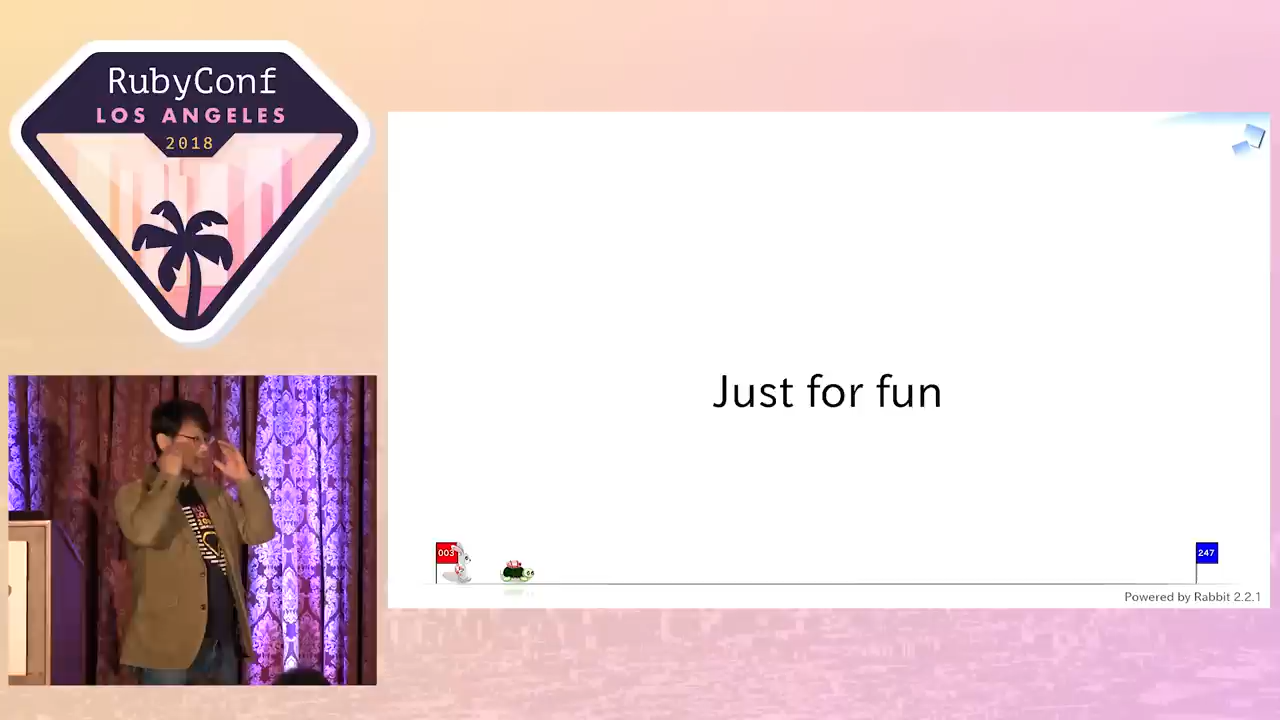 RubyConf
LOS ANGELES
2018
Just for fun
003
247
Powered by Rabbit 2.2.1